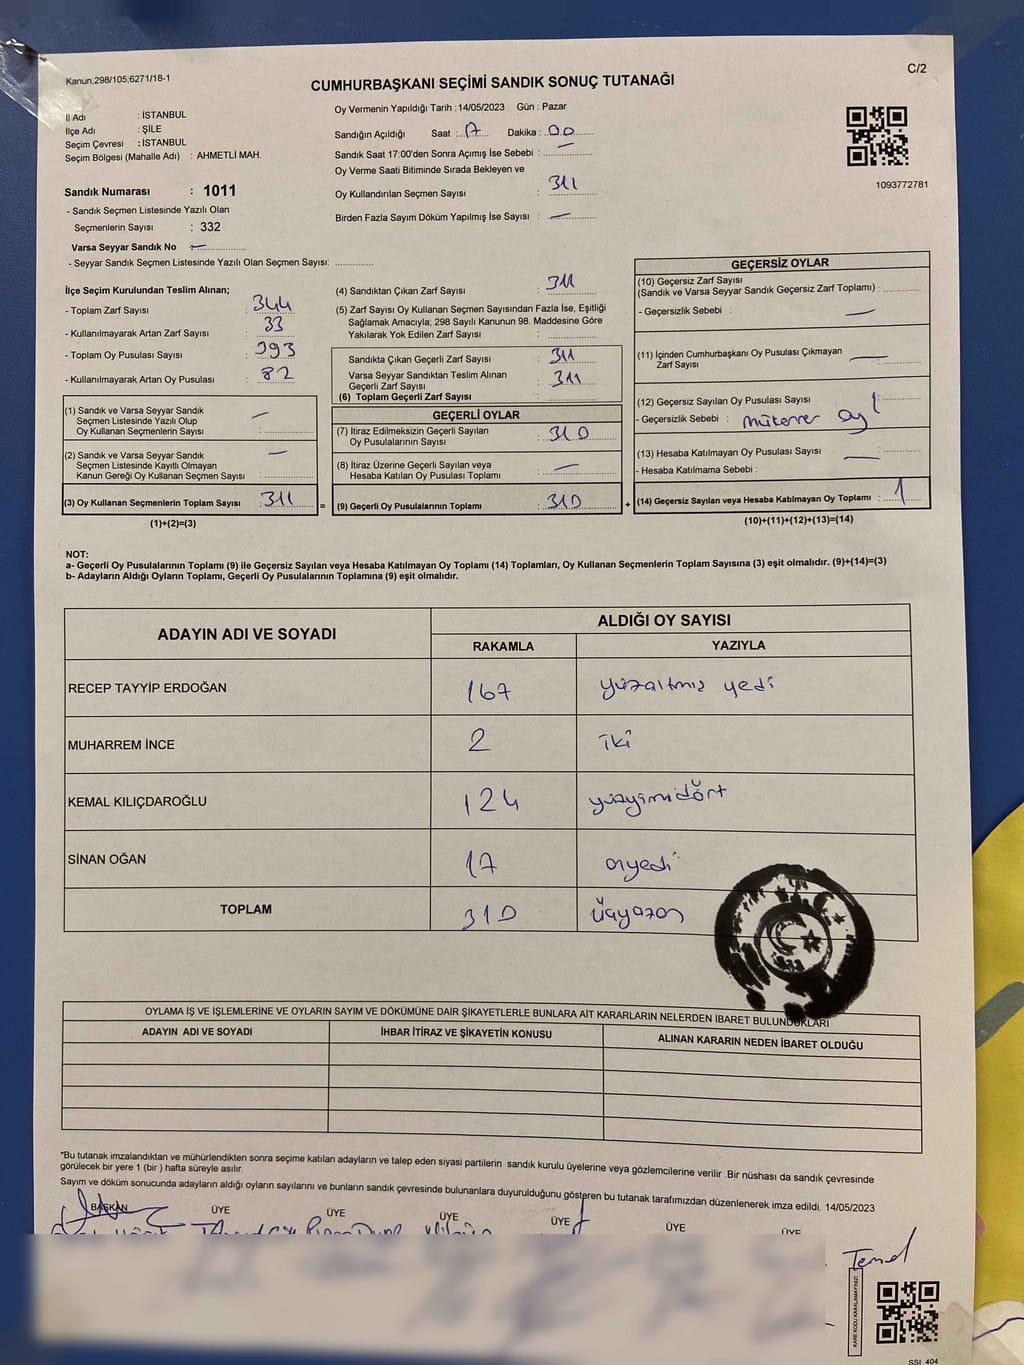 Kanun,298/105,6271/18-1
C/2
CUMHURBAŞKANI SEÇİMİ SANDIK SONUÇ TUTANAĞI
İl Adı : İSTANBUL
İlçe Adı : ŞİLE
Seçim Çevresi : İSTANBUL
Seçim Bölgesi (Mahalle Adı) : AHMETLİ MAH.
Sandık Numarası : 1011
- Sandık Seçmen Listesinde Yazılı Olan
Seçmenlerin Sayısı : 332
Varsa Seyyar Sandık No : —
- Seyyar Sandık Seçmen Listesinde Yazılı Olan Seçmen Sayısı:
Oy Vermenin Yapıldığı Tarih : 14/05/2023 Gün : Pazar
Sandığın Açıldığı Saat : 17 Dakika : 00
Sandık Saat 17:00'den Sonra Açımış İse Sebebi : —
Oy Verme Saati Bitiminde Sırada Bekleyen ve
Oy Kullandırılan Seçmen Sayısı : 311
Birden Fazla Sayım Döküm Yapılmış İse Sayısı : —
1093772781
İlçe Seçim Kurulundan Teslim Alınan;
- Toplam Zarf Sayısı : 344
- Kullanılmayarak Artan Zarf Sayısı : 33
- Toplam Oy Pusulası Sayısı : 393
- Kullanılmayarak Artan Oy Pusulası : 82
(1) Sandık ve Varsa Seyyar Sandık
Seçmen Listesinde Yazılı Olup
Oy Kullanan Seçmenlerin Sayısı : —
(2) Sandık ve Varsa Seyyar Sandık
Seçmen Listesinde Kayıtlı Olmayan
Kanun Gereği Oy Kullanan Seçmen Sayısı : —
(3) Oy Kullanan Seçmenlerin Toplam Sayısı : 311
(1)+(2)=(3)
(4) Sandıktan Çıkan Zarf Sayısı : 311
(5) Zarf Sayısı Oy Kullanan Seçmen Sayısından Fazla İse, Eşitliği
Sağlamak Amacıyla; 298 Sayılı Kanunun 98. Maddesine Göre
Yakılarak Yok Edilen Zarf Sayısı :
Sandıkta Çıkan Geçerli Zarf Sayısı : 311
Varsa Seyyar Sandıktan Teslim Alınan
Geçerli Zarf Sayısı : 311
(6) Toplam Geçerli Zarf Sayısı
GEÇERLİ OYLAR
(7) İtiraz Edilmeksizin Geçerli Sayılan
Oy Pusulalarının Sayısı : 310
(8) İtiraz Üzerine Geçerli Sayılan veya
Hesaba Katılan Oy Pusulası Toplamı : —
= (9) Geçerli Oy Pusulalarının Toplamı : 310 +
GEÇERSİZ OYLAR
(10) Geçersiz Zarf Sayısı
(Sandık ve Varsa Seyyar Sandık Geçersiz Zarf Toplamı) :
- Geçersizlik Sebebi : —
(11) İçinden Cumhurbaşkanı Oy Pusulası Çıkmayan
Zarf Sayısı —
(12) Geçersiz Sayılan Oy Pusulası Sayısı : 1
- Geçersizlik Sebebi : mükerrer oy
(13) Hesaba Katılmayan Oy Pusulası Sayısı : —
- Hesaba Katılmama Sebebi :
(14) Geçersiz Sayılan veya Hesaba Katılmayan Oy Toplamı : 1
(10)+(11)+(12)+(13)=(14)
NOT:
a- Geçerli Oy Pusulalarının Toplamı (9) ile Geçersiz Sayılan veya Hesaba Katılmayan Oy Toplamı (14) Toplamları, Oy Kullanan Seçmenlerin Toplam Sayısına (3) eşit olmalıdır. (9)+(14)=(3)
b- Adayların Aldığı Oyların Toplamı, Geçerli Oy Pusulalarının Toplamına (9) eşit olmalıdır.
ADAYIN ADI VE SOYADI
ALDIĞI OY SAYISI
RAKAMLA YAZIYLA
RECEP TAYYİP ERDOĞAN 167 yüzaltmış yedi
MUHARREM İNCE 2 iki
KEMAL KILIÇDAROĞLU 124 yüzyirmidört
SİNAN OĞAN 17 onyedi
TOPLAM 310 üçyüzon
OYLAMA İŞ VE İŞLEMLERİNE VE OYLARIN SAYIM VE DÖKÜMÜNE DAİR ŞİKAYETLERLE BUNLARA AİT KARARLARIN NELERDEN İBARET BULUNDUKLARI
ADAYIN ADI VE SOYADI İHBAR İTİRAZ VE ŞİKAYETİN KONUSU ALINAN KARARIN NEDEN İBARET OLDUĞU
*Bu tutanak imzalandıktan ve mühürlendikten sonra seçime katılan adayların ve talep eden siyasi partilerin sandık kurulu üyelerine veya gözlemcilerine verilir .Bir nüshası da sandık çevresinde
görülecek bir yere 1 (bir ) hafta süreyle asılır.
Sayım ve döküm sonucunda adayların aldığı oyların sayılarını ve bunların sandık çevresinde bulunanlara duyurulduğunu gösteren bu tutanak tarafımızdan düzenlenerek imza edildi. 14/05/2023
BAŞKAN ÜYE ÜYE ÜYE ÜYE ÜYE ÜYE
Temel
KARE KODU KARALAMAYINIZ!
SSI_404